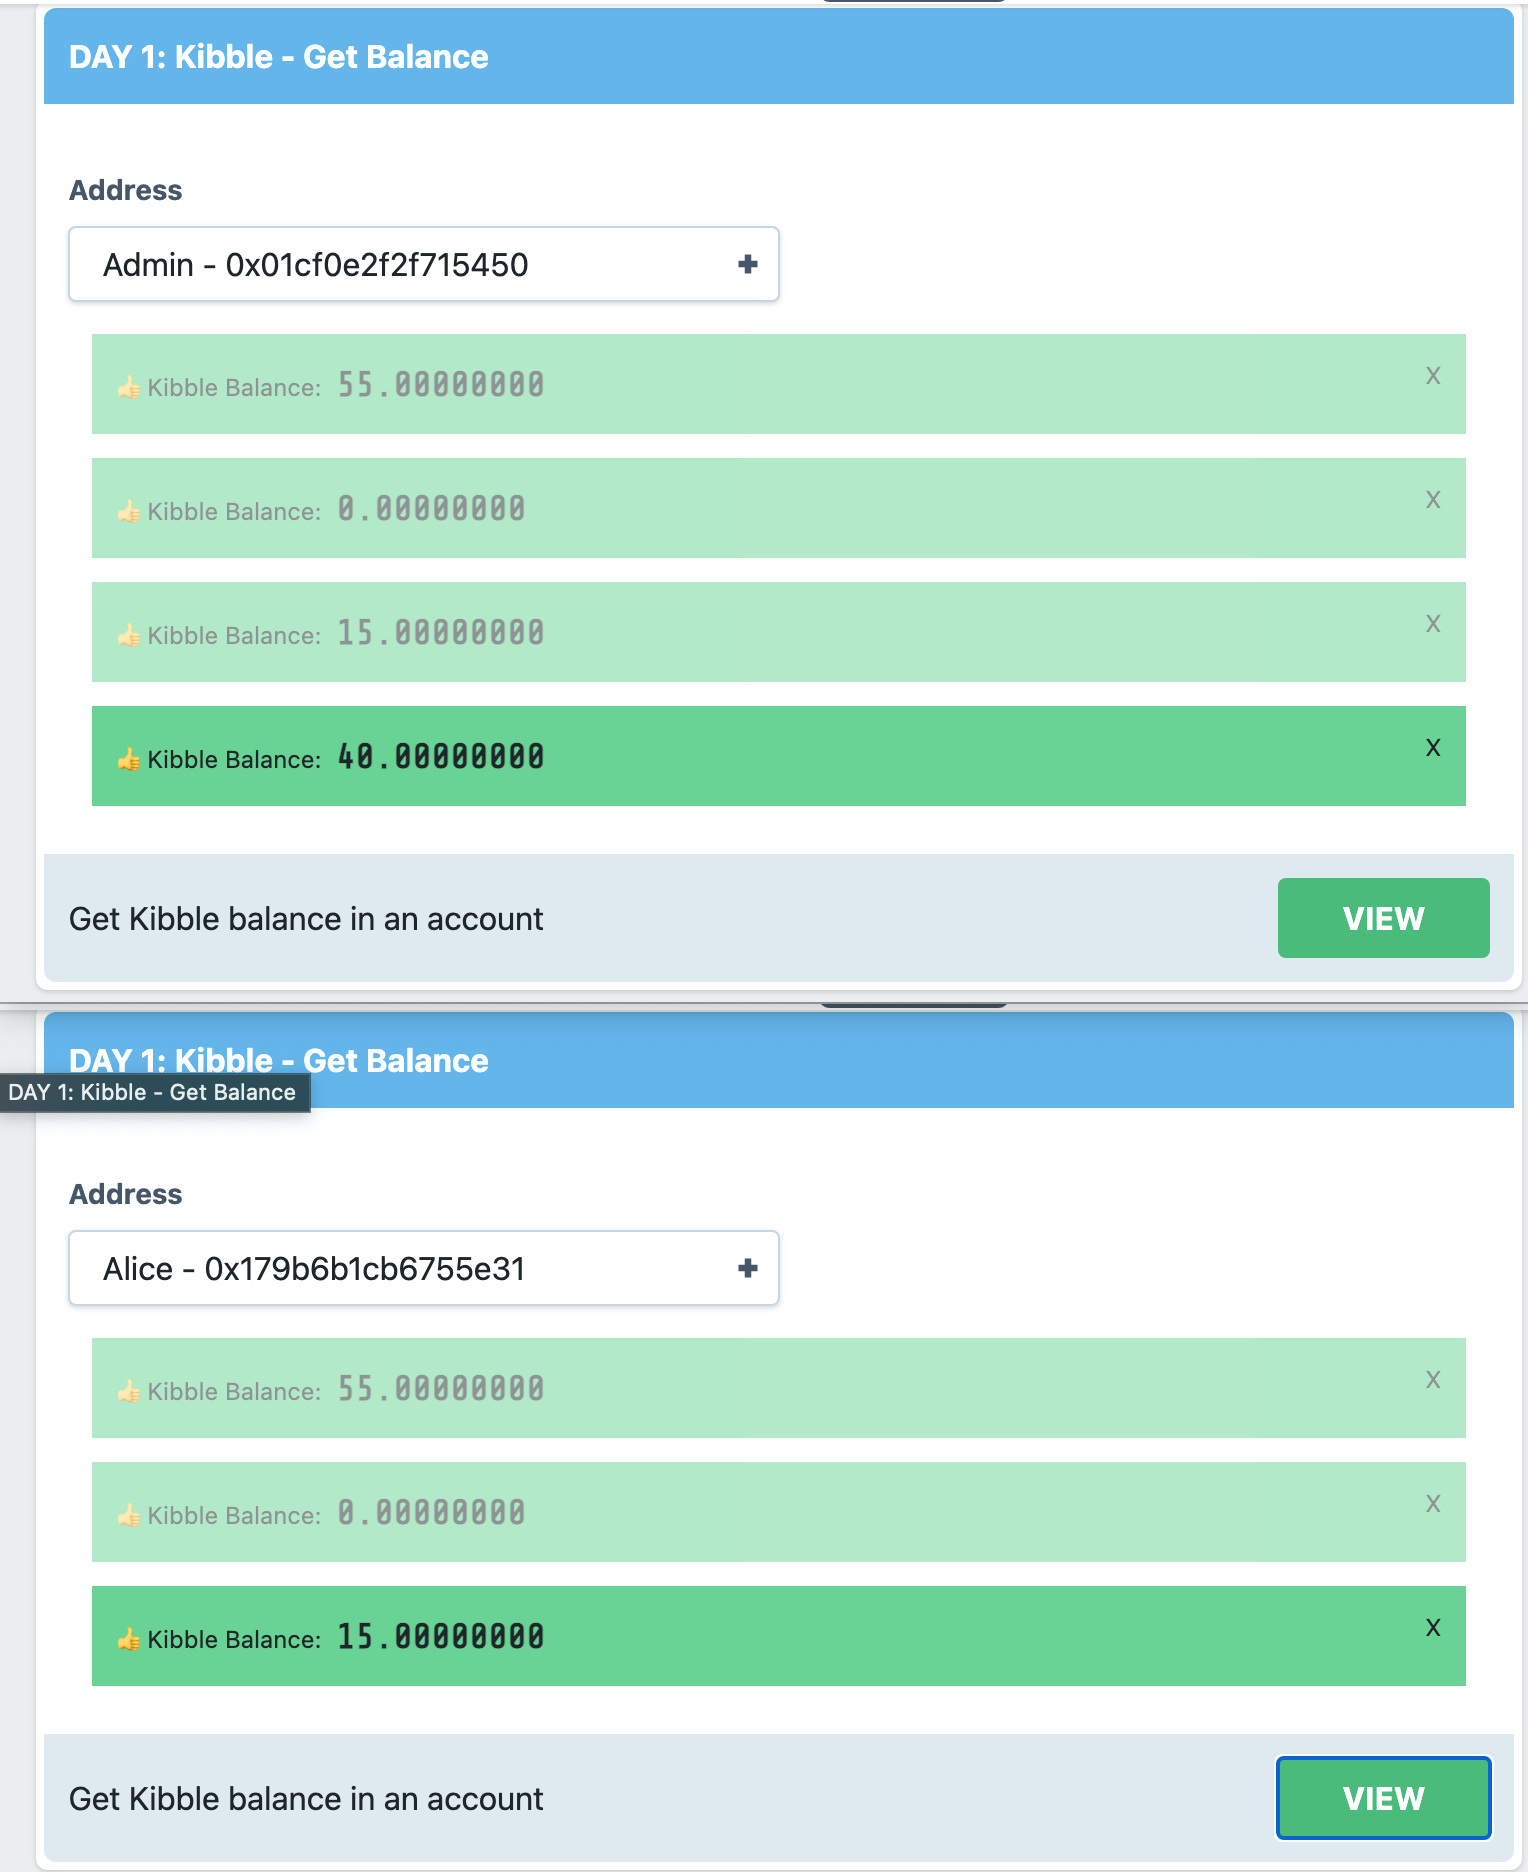 DAY 1: Kibble - Get Balance
Address
Admin - 0x01cf0e2f2f715450
👍 Kibble Balance: 55.00000000 X
👍 Kibble Balance: 0.00000000 X
👍 Kibble Balance: 15.00000000 X
👍 Kibble Balance: 40.00000000 X
Get Kibble balance in an account VIEW
DAY 1: Kibble - Get Balance
DAY 1: Kibble - Get Balance
Address
Alice - 0x179b6b1cb6755e31
👍 Kibble Balance: 55.00000000 X
👍 Kibble Balance: 0.00000000 X
👍 Kibble Balance: 15.00000000 X
Get Kibble balance in an account VIEW